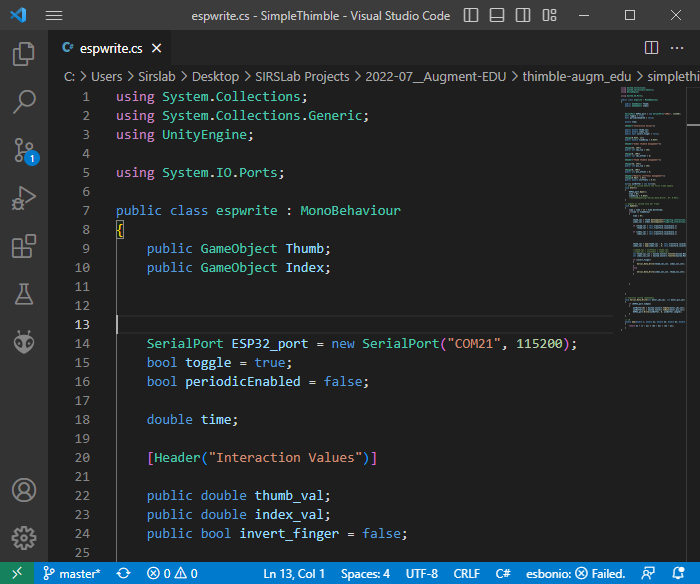 espwrite.cs - SimpleThimble - Visual Studio Code
C# espwrite.cs
C: > Users > Sirslab > Desktop > SIRSLab Projects > 2022-07__Augment-EDU > thimble-augm_edu > simplethi
1 using System.Collections;
2 using System.Collections.Generic;
3 using UnityEngine;
4
5 using System.IO.Ports;
6
7 public class espwrite : MonoBehaviour
8 {
9 public GameObject Thumb;
10 public GameObject Index;
11
12
13
14 SerialPort ESP32_port = new SerialPort("COM21", 115200);
15 bool toggle = true;
16 bool periodicEnabled = false;
17
18 double time;
19
20 [Header("Interaction Values")]
21
22 public double thumb_val;
23 public double index_val;
24 public bool invert_finger = false;
25
1
master* 0 0 Ln 13, Col 1 Spaces: 4 UTF-8 CRLF C# esbonio: Failed.